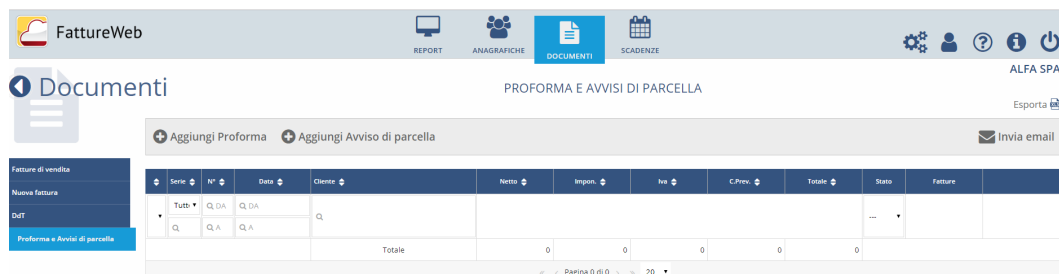 FattureWeb
REPORT
ANAGRAFICHE
DOCUMENTI
SCADENZE
ALFA SPA
Documenti
PROFORMA E AVVISI DI PARCELLA
Esporta
Aggiungi Proforma Aggiungi Avviso di parcella Invia email
Fatture di vendita
Nuova fattura
DdT
Proforma e Avvisi di parcella
Serie N° Data Cliente Netto Impon. Iva C.Prev. Totale Stato Fatture
Tutti DA DA
A A ---
Totale 0 0 0 0 0
« ‹ Pagina 0 di 0 › » 20